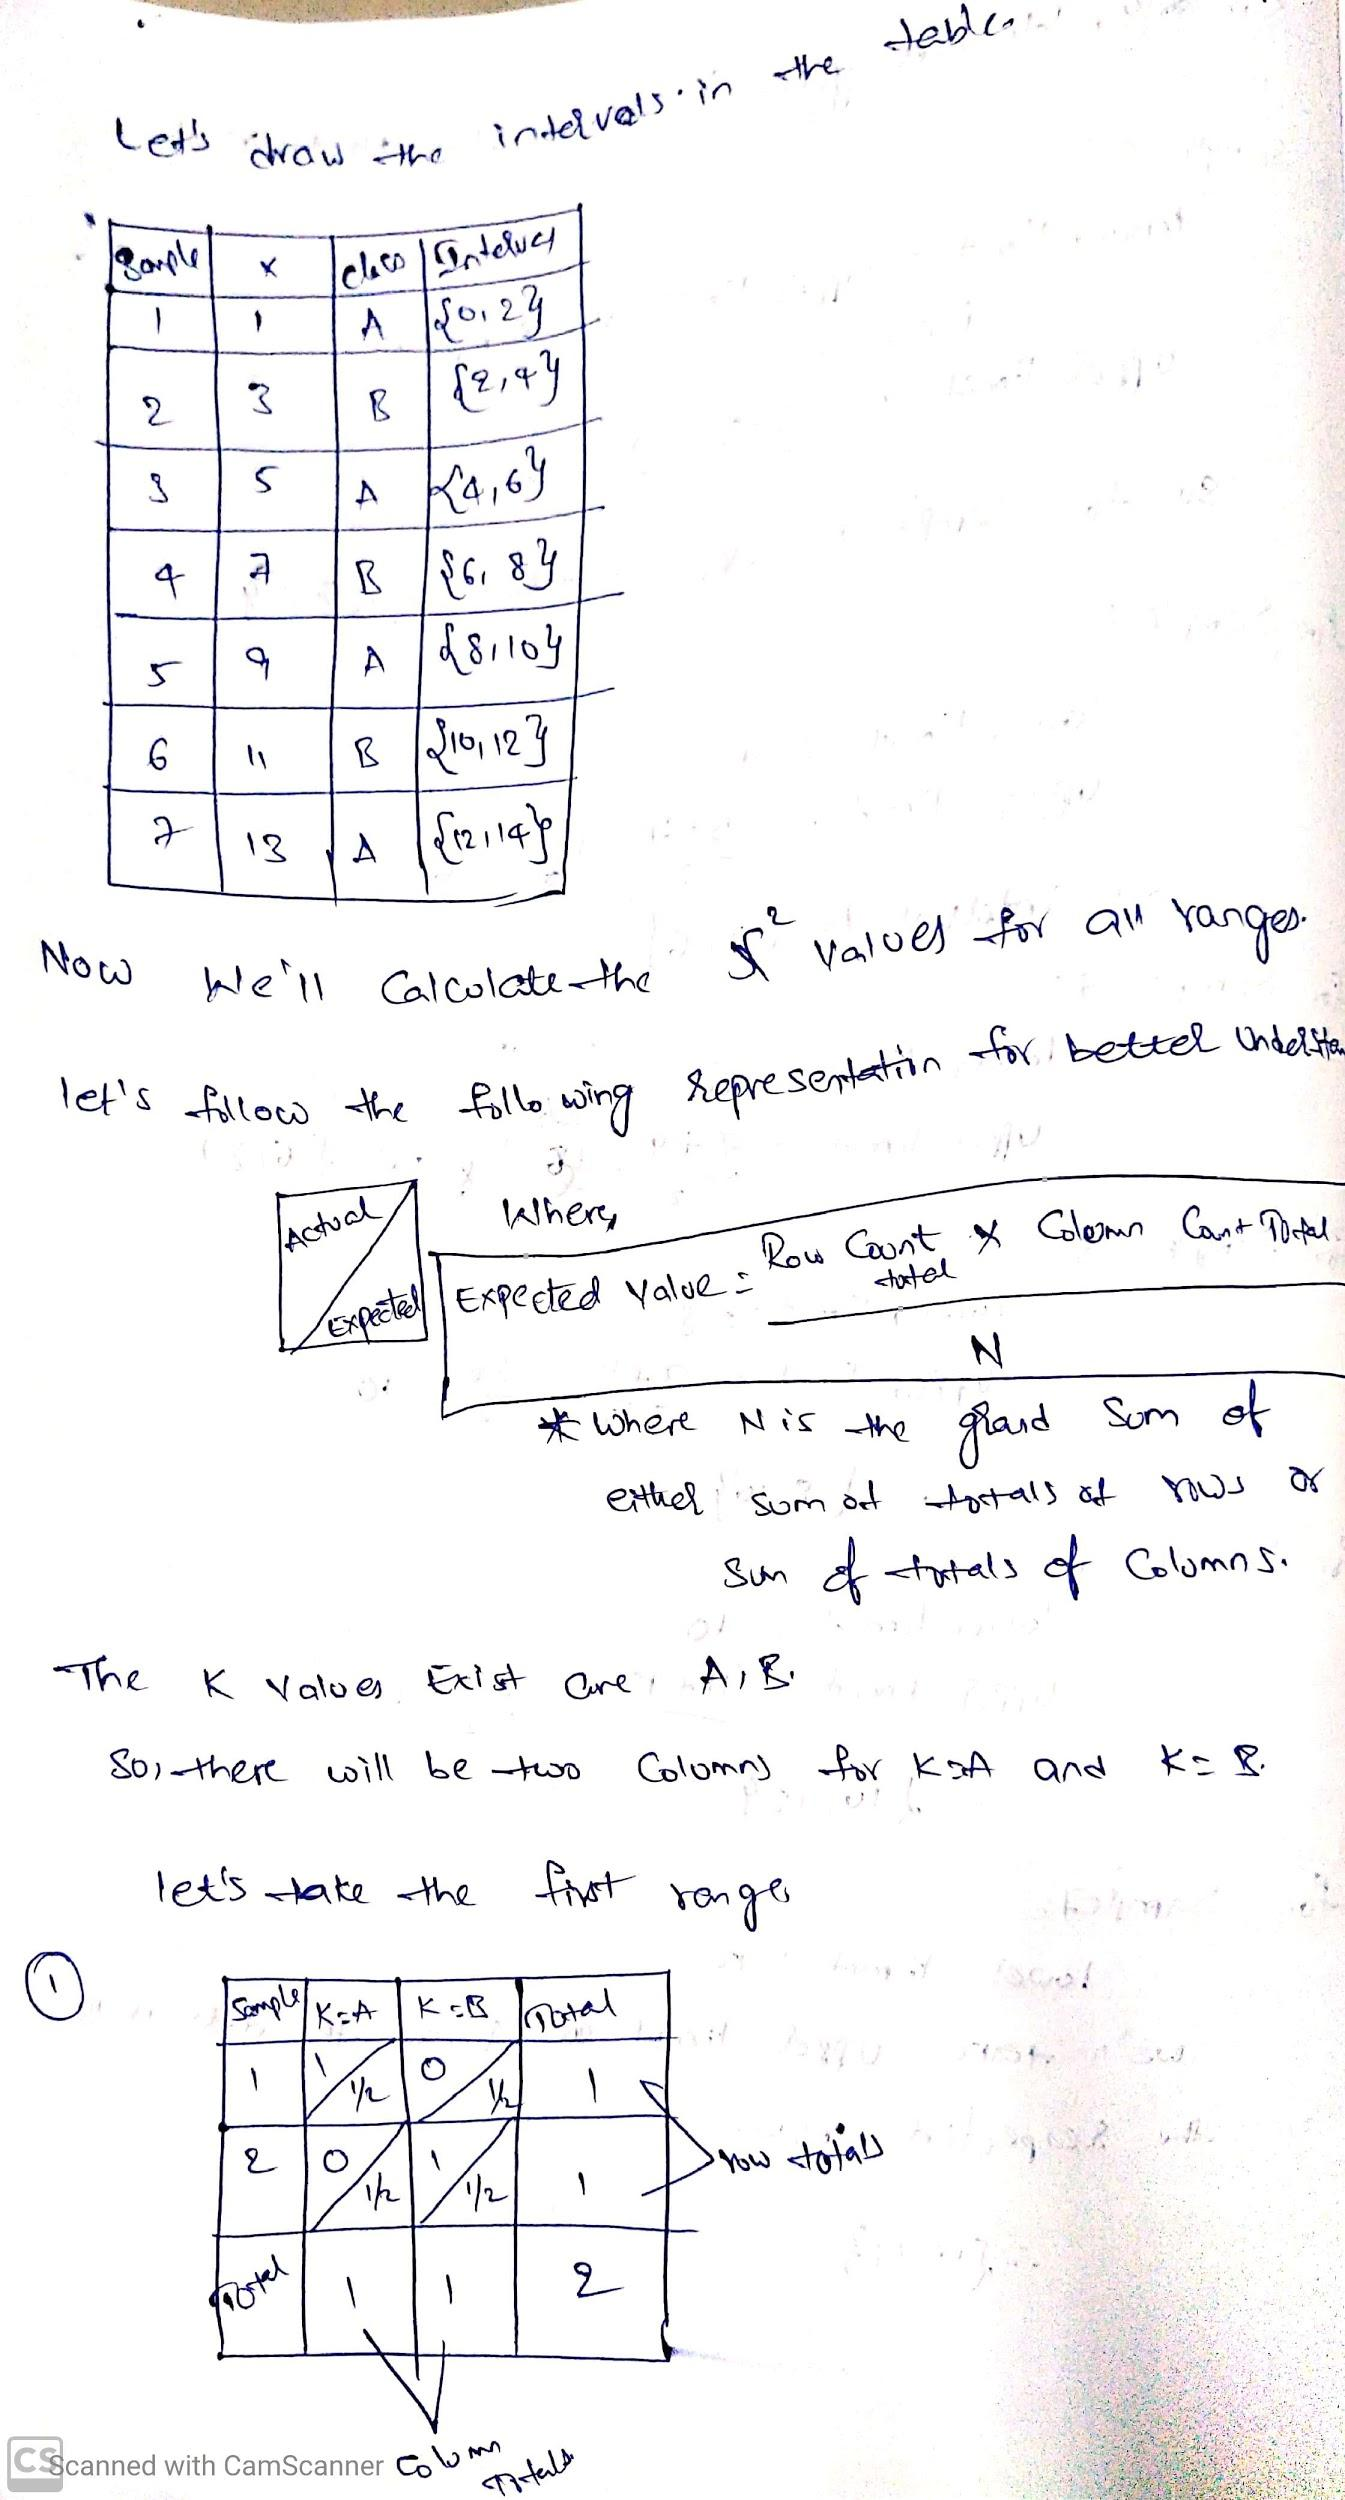 Let's draw the intervals in the table.
Sample x class Interval
1 1 A {0,2}
2 3 B {2,4}
3 5 A {4,6}
4 7 B {6,8}
5 9 A {8,10}
6 11 B {10,12}
7 13 A {12,14}
Now We'll Calculate the χ² values for all ranges.
let's follow the following representation for better
Actual
Expected
Where,
Expected Value = Row Count total × Column Count Total
N
* Where N is the grand Sum of
either sum of totals of rows or
Sum of totals of Columns.
The K values Exist are A, B.
So, there will be two Columns for K=A and K=B.
let's take the first range
1
Sample K=A K=B Total
1 1 1/2 0 1/2 1
2 0 1/2 1 1/2 1
row totals
Total 1 1 2
Column Totals
CS Scanned with CamScanner